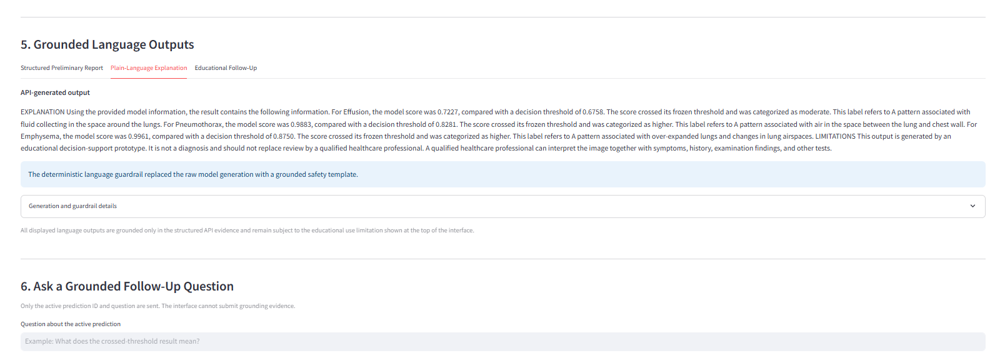 5. Grounded Language Outputs
Structured Preliminary Report Plain-Language Explanation Educational Follow-Up
API-generated output
EXPLANATION Using the provided model information, the result contains the following information. For Effusion, the model score was 0.7227, compared with a decision threshold of 0.6758. The score crossed its frozen threshold and was categorized as moderate. This label refers to A pattern associated with
fluid collecting in the space around the lungs. For Pneumothorax, the model score was 0.9883, compared with a decision threshold of 0.8281. The score crossed its frozen threshold and was categorized as higher. This label refers to A pattern associated with air in the space between the lung and chest wall. For
Emphysema, the model score was 0.9961, compared with a decision threshold of 0.8750. The score crossed its frozen threshold and was categorized as higher. This label refers to A pattern associated with over-expanded lungs and changes in lung airspaces. LIMITATIONS This output is generated by an
educational decision-support prototype. It is not a diagnosis and should not replace review by a qualified healthcare professional. A qualified healthcare professional can interpret the image together with symptoms, history, examination findings, and other tests.
The deterministic language guardrail replaced the raw model generation with a grounded safety template.
Generation and guardrail details
All displayed language outputs are grounded only in the structured API evidence and remain subject to the educational use limitation shown at the top of the interface.
6. Ask a Grounded Follow-Up Question
Only the active prediction ID and question are sent. The interface cannot submit grounding evidence.
Question about the active prediction
Example: What does the crossed-threshold result mean?